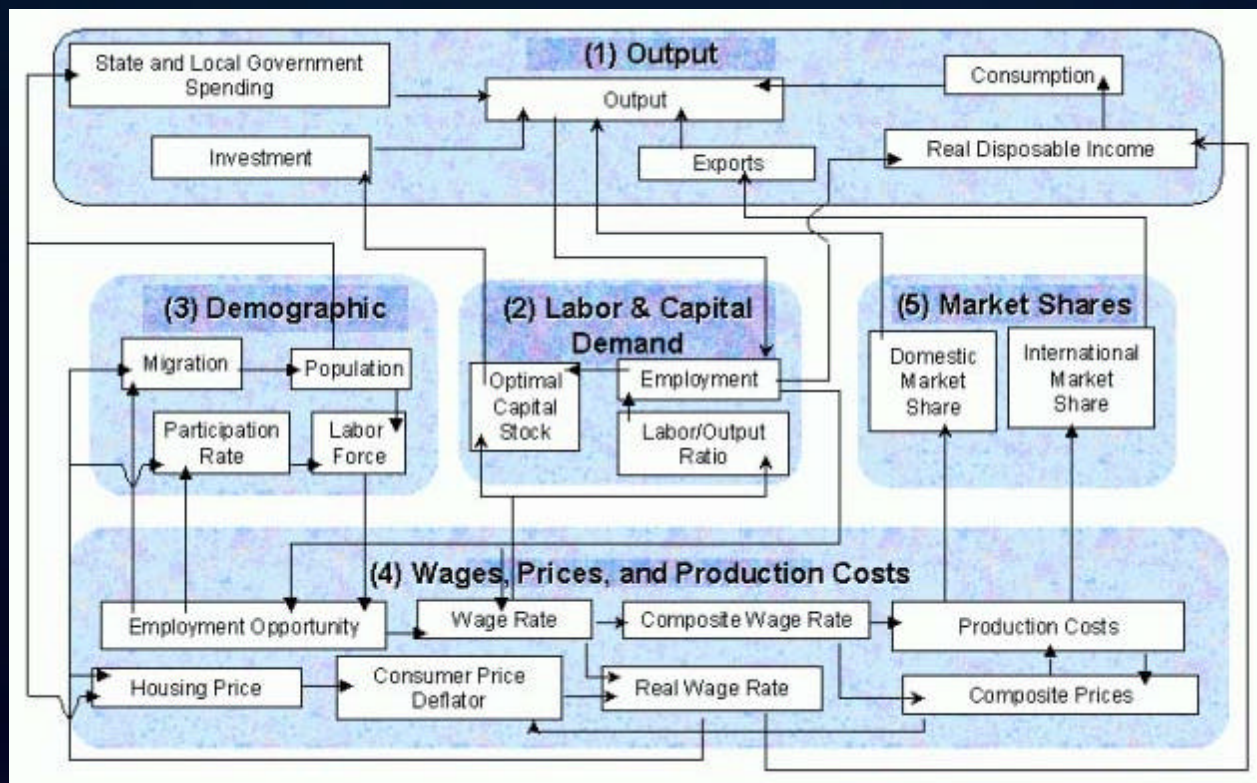 (1) Output
State and Local Government
Spending
Output
Consumption
Investment
Exports
Real Disposable Income
(3) Demographic
Migration
Population
Participation
Rate
Labor
Force
(2) Labor & Capital
Demand
Optimal
Capital
Stock
Employment
Labor/Output
Ratio
(5) Market Shares
Domestic
Market
Share
International
Market
Share
(4) Wages, Prices, and Production Costs
Employment Opportunity
Wage Rate
Composite Wage Rate
Production Costs
Housing Price
Consumer Price
Deflator
Real Wage Rate
Composite Prices